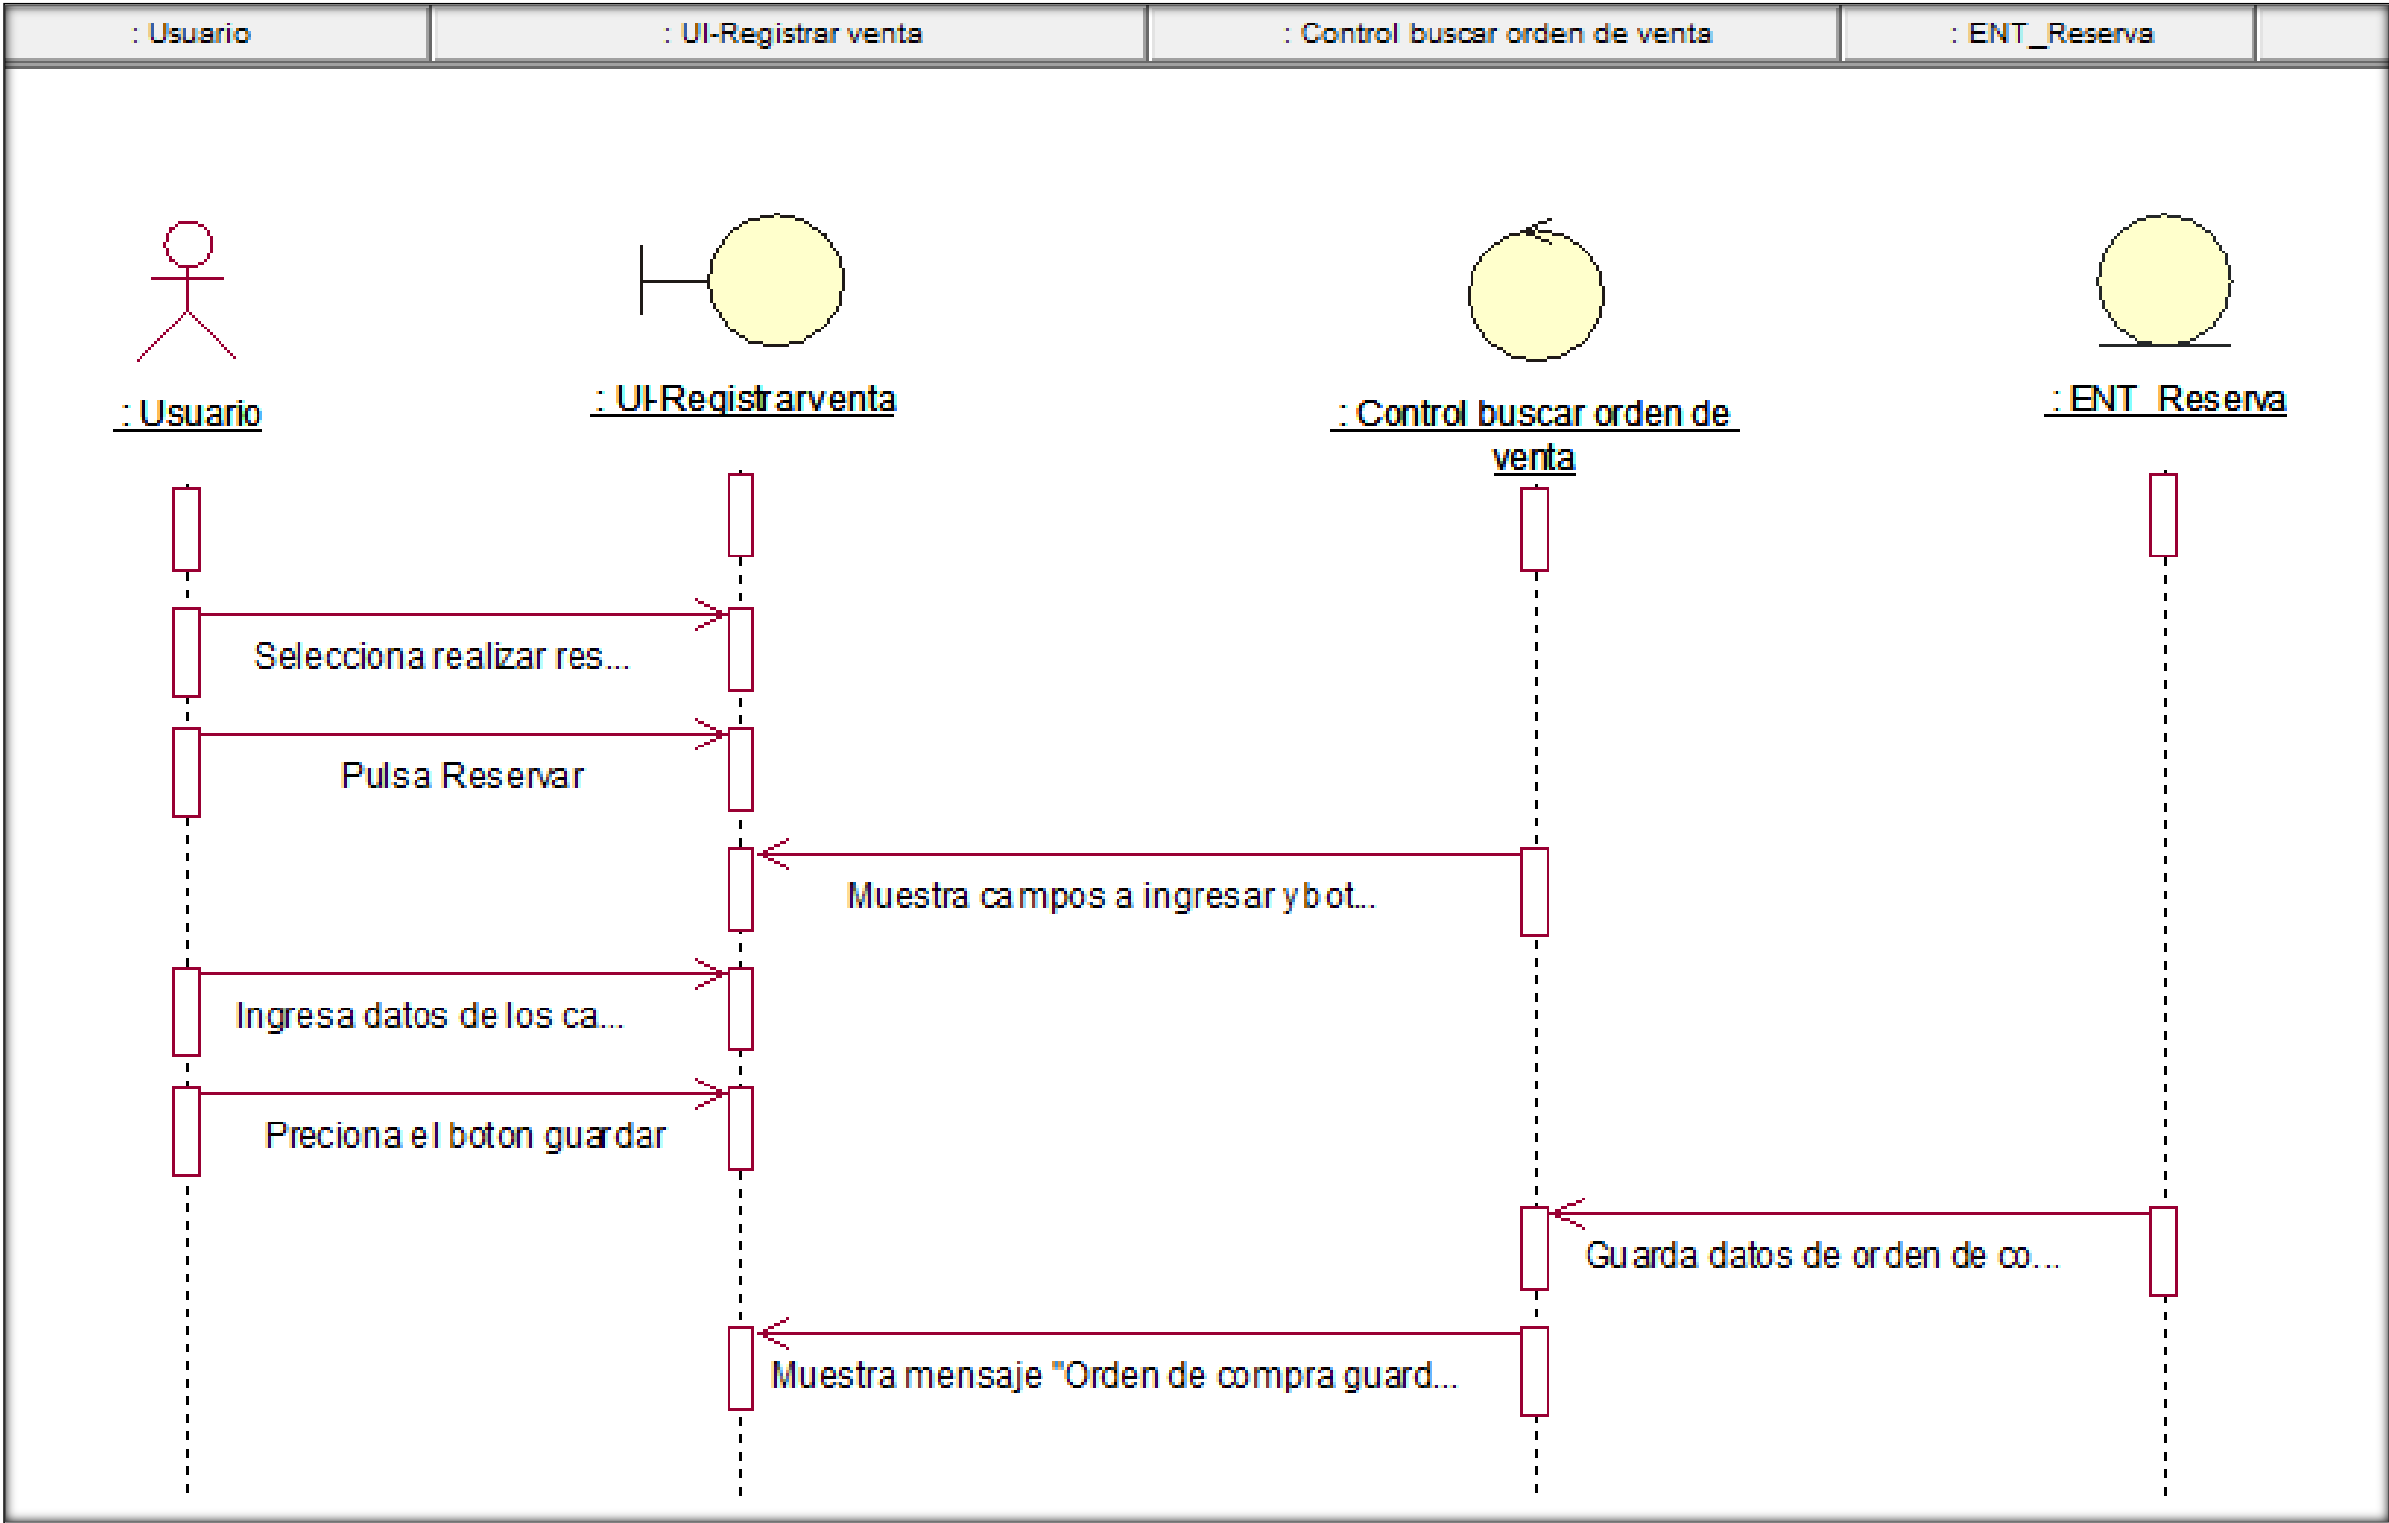 : Usuario
: UI-Registrar venta
: Control buscar orden de venta
: ENT_Reserva
: Usuario
: UI-Registrar venta
: Control buscar orden de
venta
: ENT_Reserva
Selecciona realizar res...
Pulsa Reservar
Muestra campos a ingresar y bot...
Ingresa datos de los ca...
Preciona el boton guardar
Guarda datos de orden de co...
Muestra mensaje "Orden de compra guard...